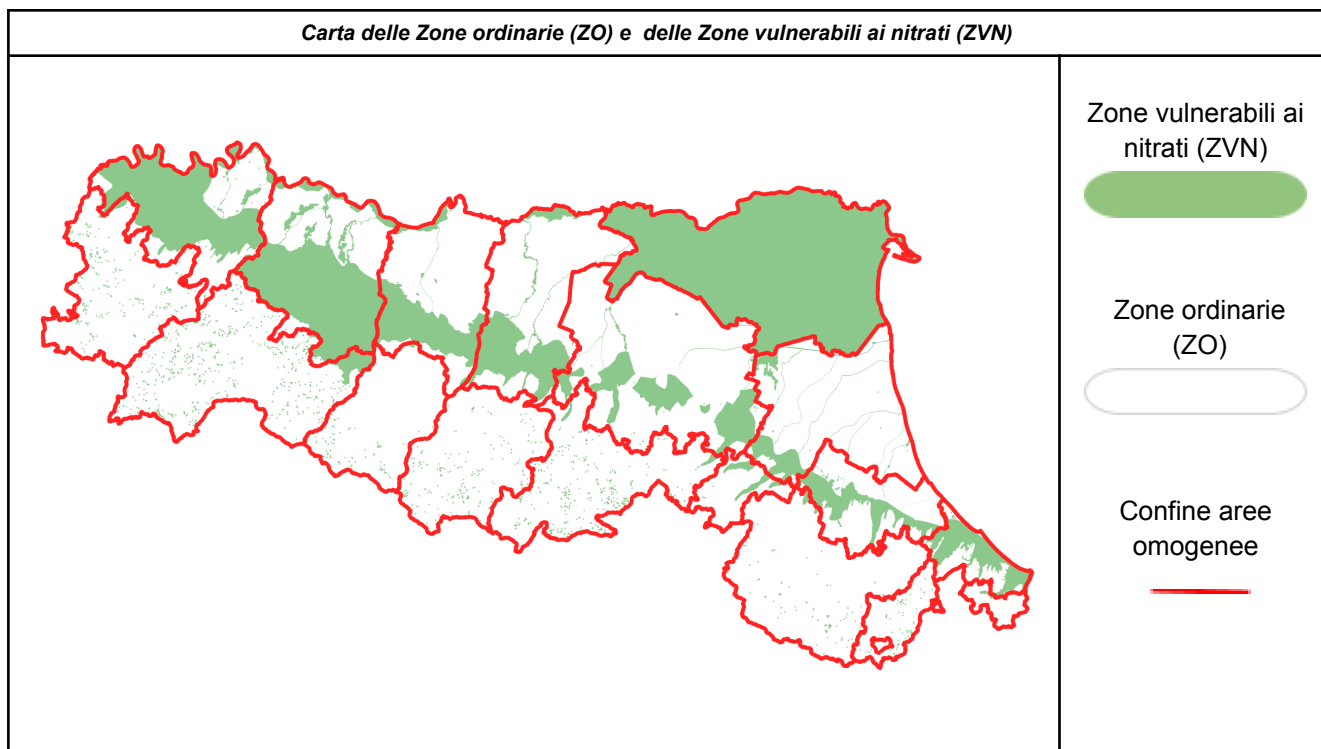 Carta delle Zone ordinarie (ZO) e delle Zone vulnerabili ai nitrati (ZVN)
Zone vulnerabili ai
nitrati (ZVN)
Zone ordinarie
(ZO)
Confine aree
omogenee